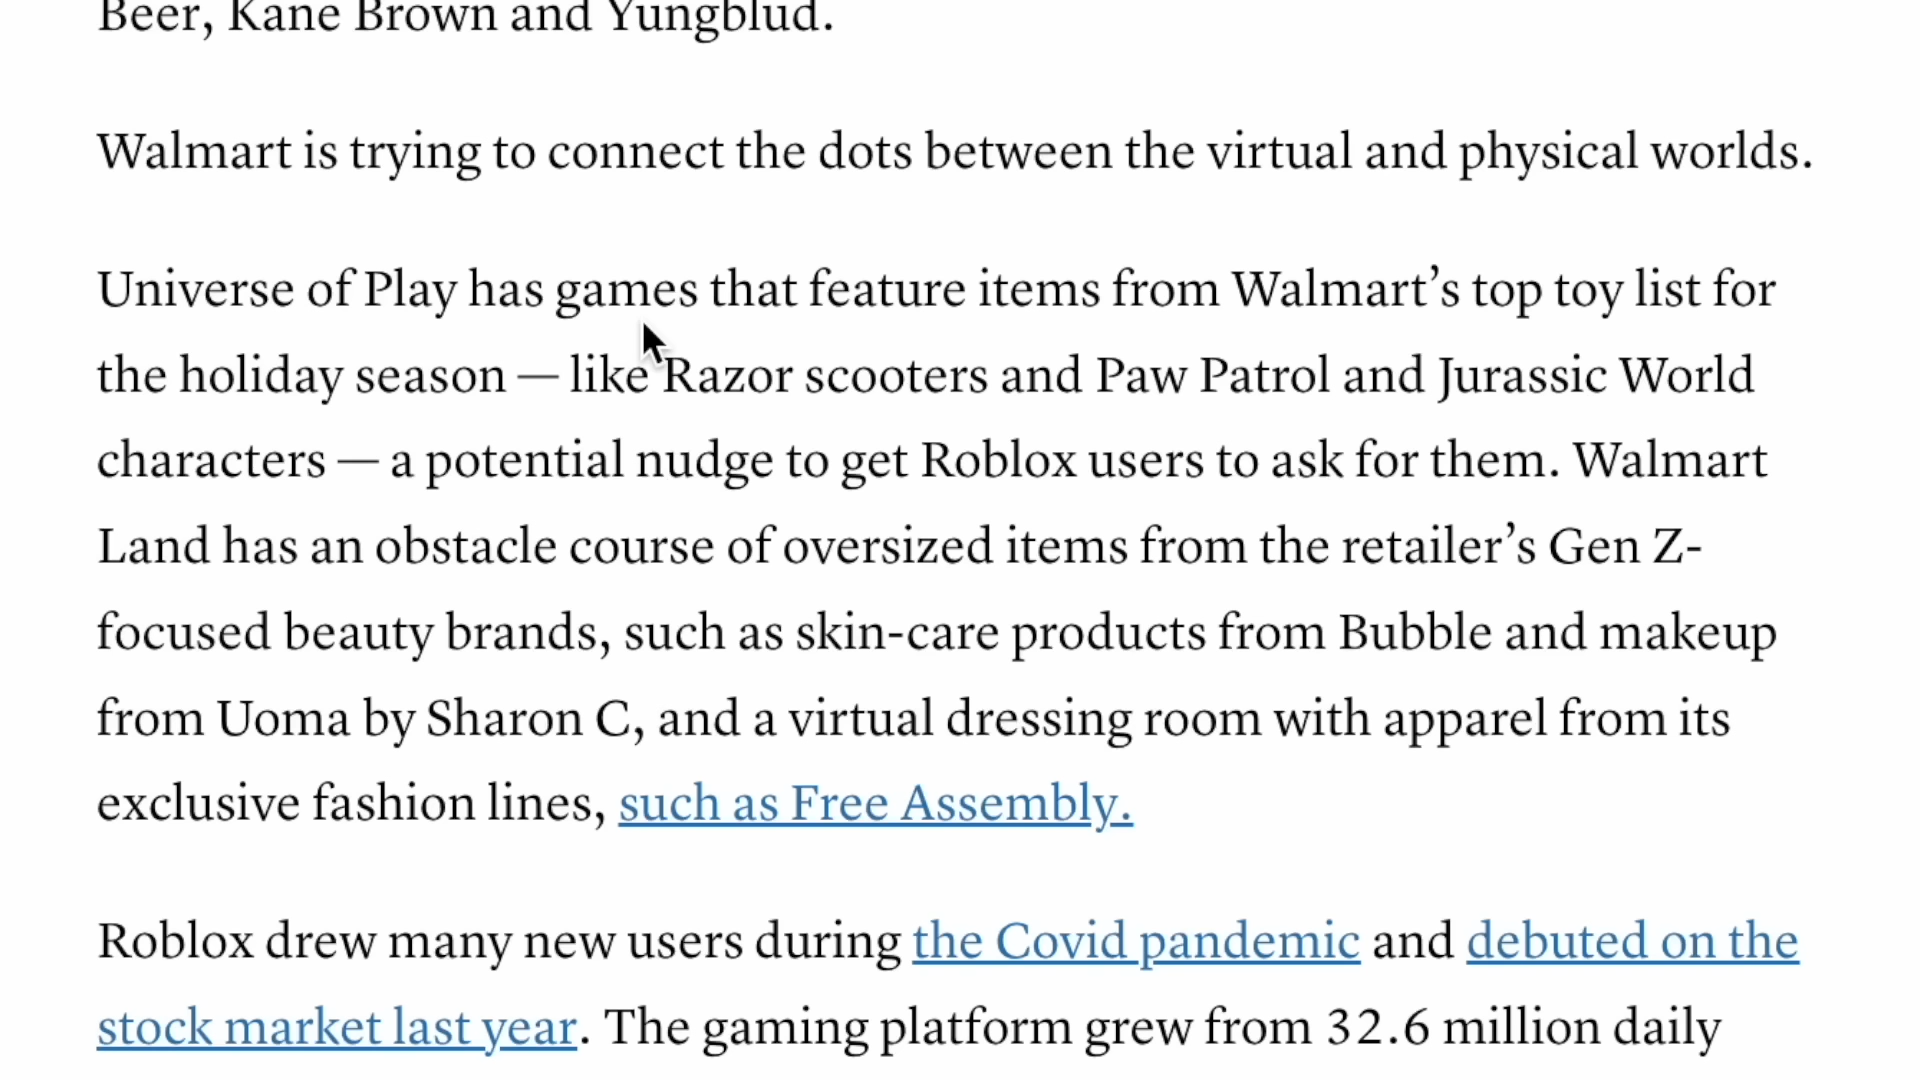 Beer, Kane Brown and Yungblud.
Walmart is trying to connect the dots between the virtual and physical worlds.
Universe of Play has games that feature items from Walmart’s top toy list for
the holiday season — like Razor scooters and Paw Patrol and Jurassic World
characters — a potential nudge to get Roblox users to ask for them. Walmart
Land has an obstacle course of oversized items from the retailer’s Gen Z-
focused beauty brands, such as skin-care products from Bubble and makeup
from Uoma by Sharon C, and a virtual dressing room with apparel from its
exclusive fashion lines, such as Free Assembly.
Roblox drew many new users during the Covid pandemic and debuted on the
stock market last year. The gaming platform grew from 32.6 million daily